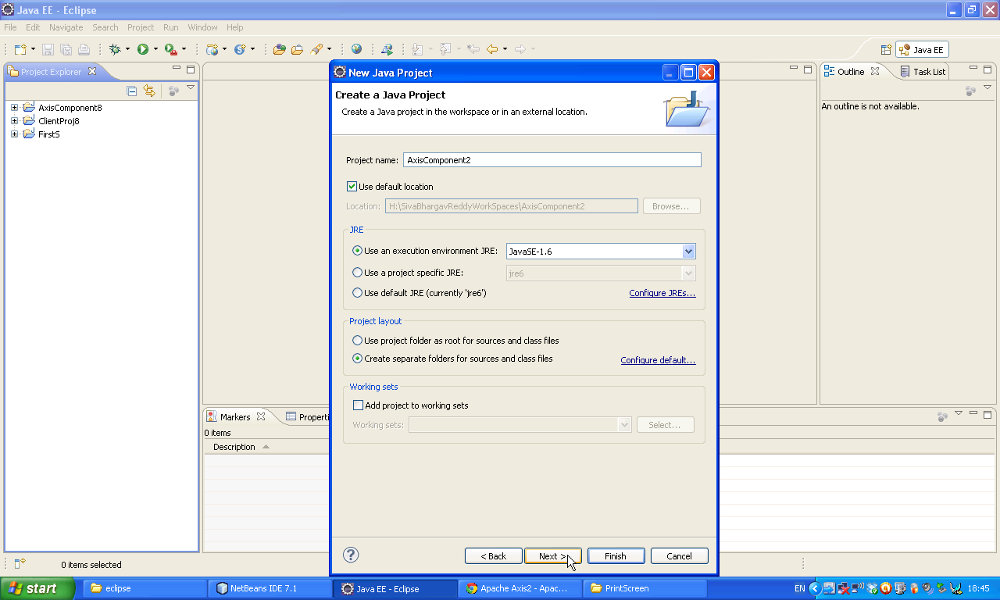 Java EE - Eclipse
File Edit Navigate Search Project Run Window Help
Java EE
Project Explorer
AxisComponent8
ClientProj8
FirstS
New Java Project
Create a Java Project
Create a Java project in the workspace or in an external location.
Project name: AxisComponent2
Use default location
Location: H:\SivaBhargavReddyWorkSpaces\AxisComponent2 Browse...
JRE
Use an execution environment JRE: JavaSE-1.6
Use a project specific JRE: jre6
Use default JRE (currently 'jre6') Configure JREs...
Project layout
Use project folder as root for sources and class files
Create separate folders for sources and class files Configure default...
Working sets
Add project to working sets
Working sets: Select...
< Back Next > Finish Cancel
Outline Task List
An outline is not available.
Markers Properti
0 items
Description
0 items selected
start eclipse NetBeans IDE 7.1 Java EE - Eclipse Apache Axis2 - Apac... PrintScreen EN 18:45